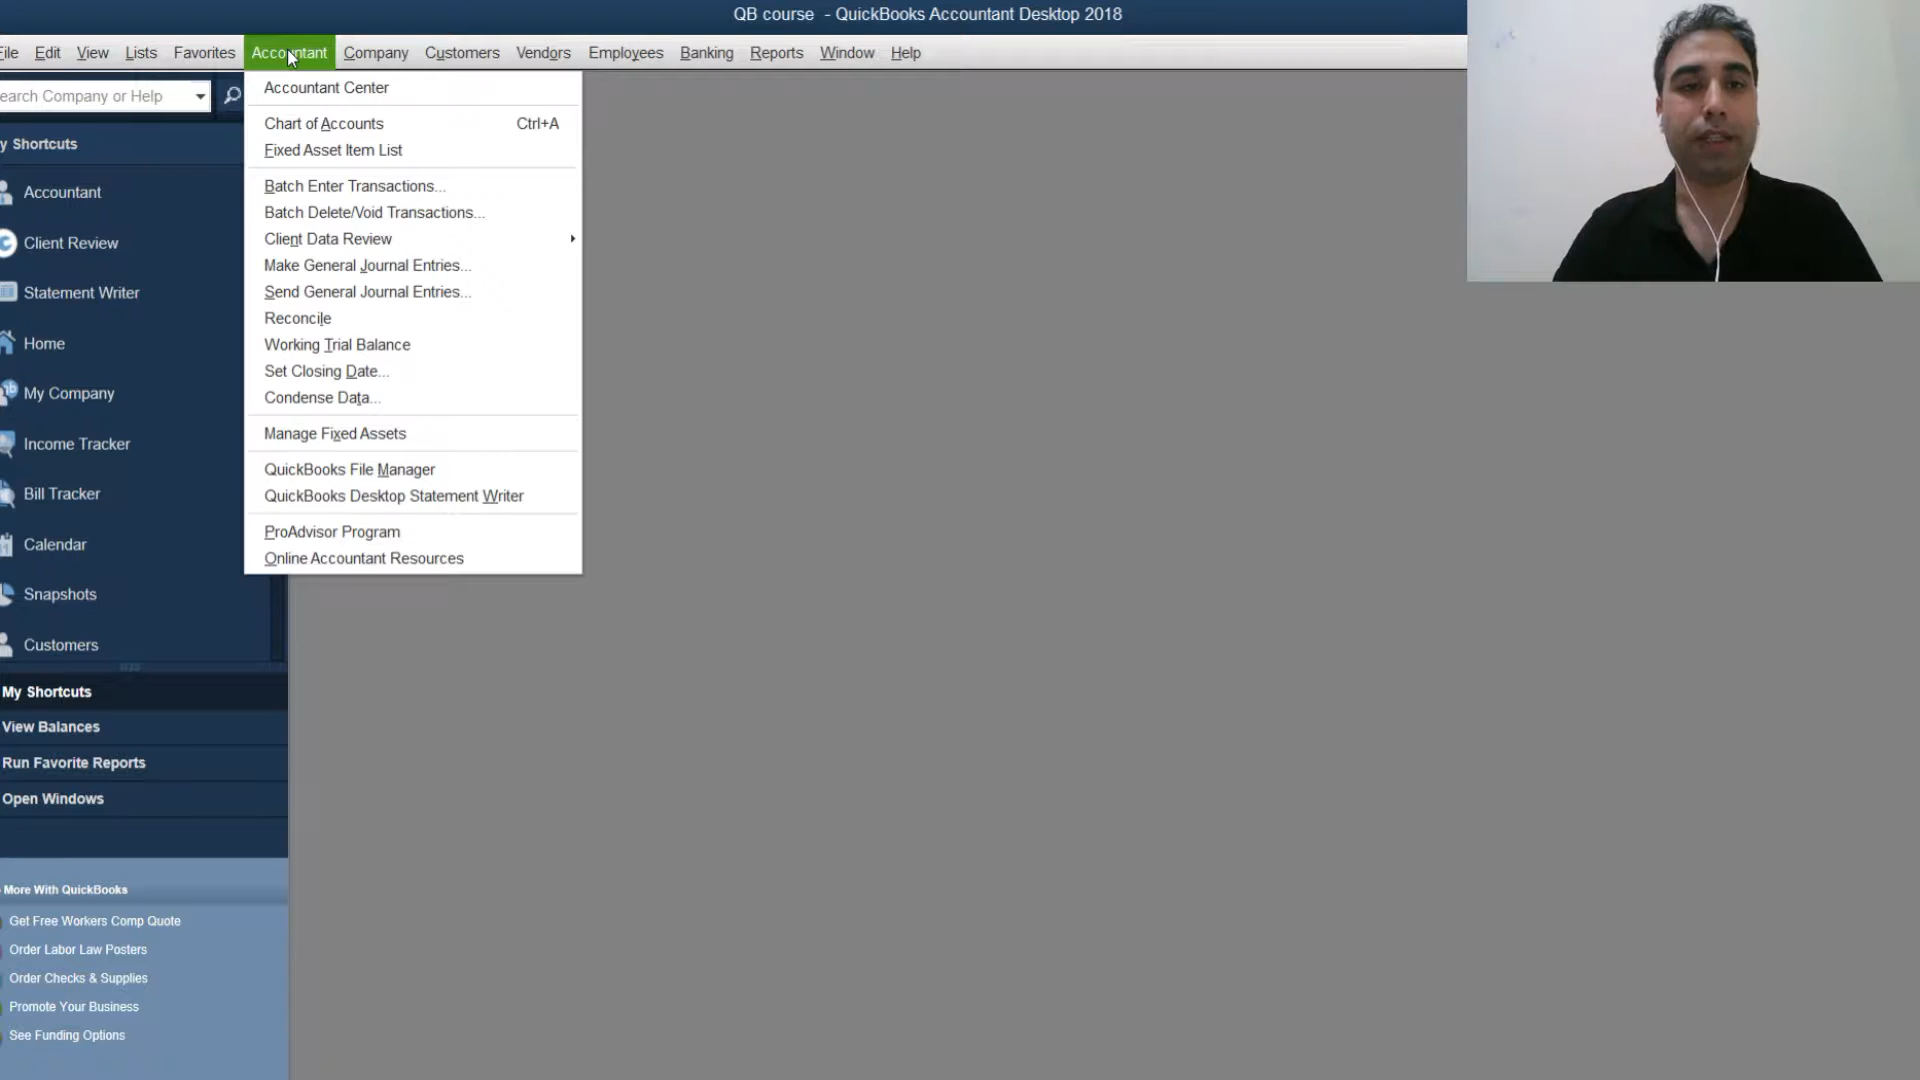 QB course - QuickBooks Accountant Desktop 2018
File Edit View Lists Favorites Accountant Company Customers Vendors Employees Banking Reports Window Help
earch Company or Help
y Shortcuts
Accountant
Client Review
Statement Writer
Home
My Company
Income Tracker
Bill Tracker
Calendar
Snapshots
Customers
My Shortcuts
View Balances
Run Favorite Reports
Open Windows
More With QuickBooks
Get Free Workers Comp Quote
Order Labor Law Posters
Order Checks & Supplies
Promote Your Business
See Funding Options
Accountant Center
Chart of Accounts Ctrl+A
Fixed Asset Item List
Batch Enter Transactions...
Batch Delete/Void Transactions...
Client Data Review
Make General Journal Entries...
Send General Journal Entries...
Reconcile
Working Trial Balance
Set Closing Date...
Condense Data...
Manage Fixed Assets
QuickBooks File Manager
QuickBooks Desktop Statement Writer
ProAdvisor Program
Online Accountant Resources